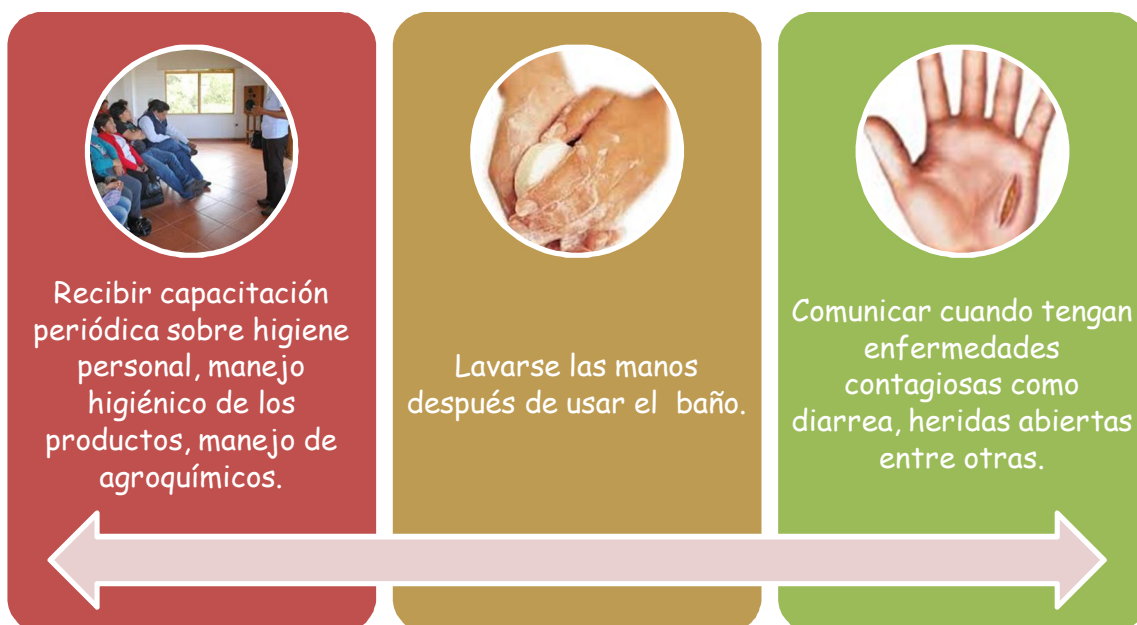 Recibir capacitación
periódica sobre higiene
personal, manejo
higiénico de los
productos, manejo de
agroquímicos.
Lavarse las manos
después de usar el baño.
Comunicar cuando tengan
enfermedades
contagiosas como
diarrea, heridas abiertas
entre otras.